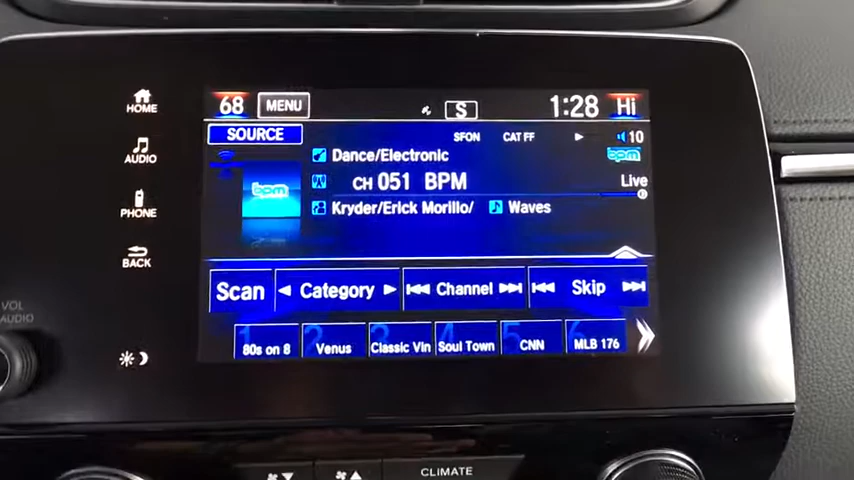 68 MENU S 1:28 Hi
HOME
SOURCE SFON CAT FF 10
AUDIO
Dance/Electronic bpm
CH 051 BPM Live
bpm
PHONE
Kryder/Erick Morillo/ Waves
BACK
Scan Category Channel Skip
VOL
AUDIO
1 80s on 8
2 Venus
3 Classic Vin
4 Soul Town
5 CNN
6 MLB 176
CLIMATE